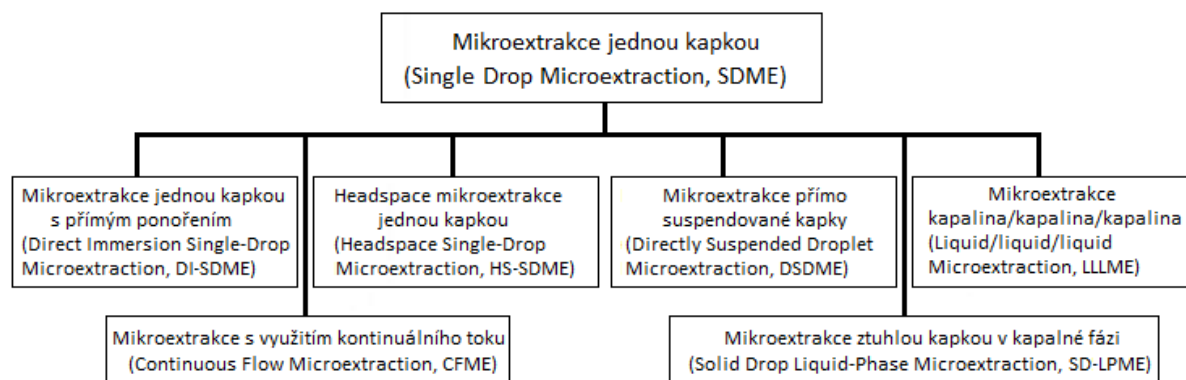 Mikroextrakce jednou kapkou
(Single Drop Microextraction, SDME)
Mikroextrakce jednou kapkou
s přímým ponořením
(Direct Immersion Single-Drop
Microextraction, DI-SDME)
Headspace mikroextrakce
jednou kapkou
(Headspace Single-Drop
Microextraction, HS-SDME)
Mikroextrakce přímo
suspendované kapky
(Directly Suspended Droplet
Microextraction, DSDME)
Mikroextrakce
kapalina/kapalina/kapalina
(Liquid/liquid/liquid
Microextraction, LLLME)
Mikroextrakce s využitím kontinuálního toku
(Continuous Flow Microextraction, CFME)
Mikroextrakce ztuhlou kapkou v kapalné fázi
(Solid Drop Liquid-Phase Microextraction, SD-LPME)